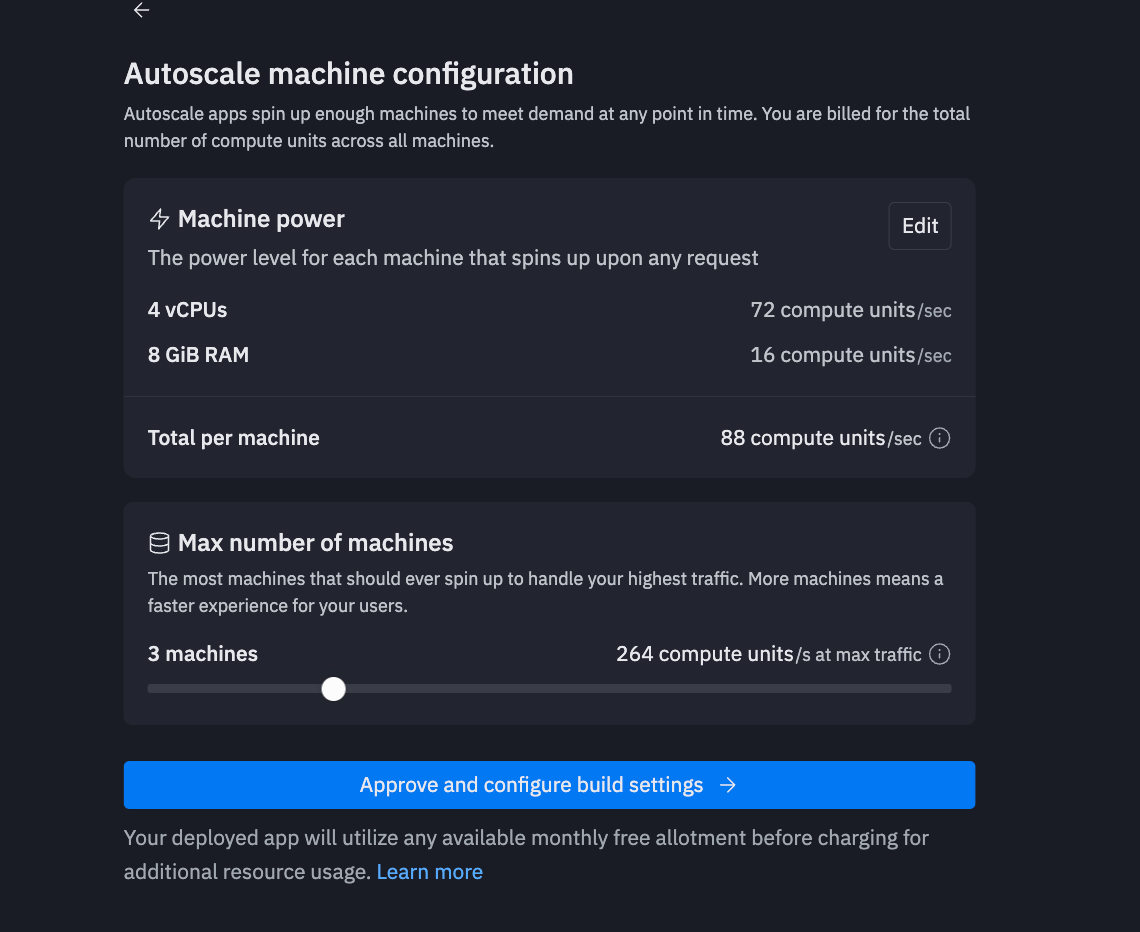 Autoscale machine configuration
Autoscale apps spin up enough machines to meet demand at any point in time. You are billed for the total
number of compute units across all machines.
Machine power
Edit
The power level for each machine that spins up upon any request
4 vCPUs 72 compute units/sec
8 GiB RAM 16 compute units/sec
Total per machine 88 compute units/sec
Max number of machines
The most machines that should ever spin up to handle your highest traffic. More machines means a
faster experience for your users.
3 machines 264 compute units/s at max traffic
Approve and configure build settings
Your deployed app will utilize any available monthly free allotment before charging for
additional resource usage. Learn more